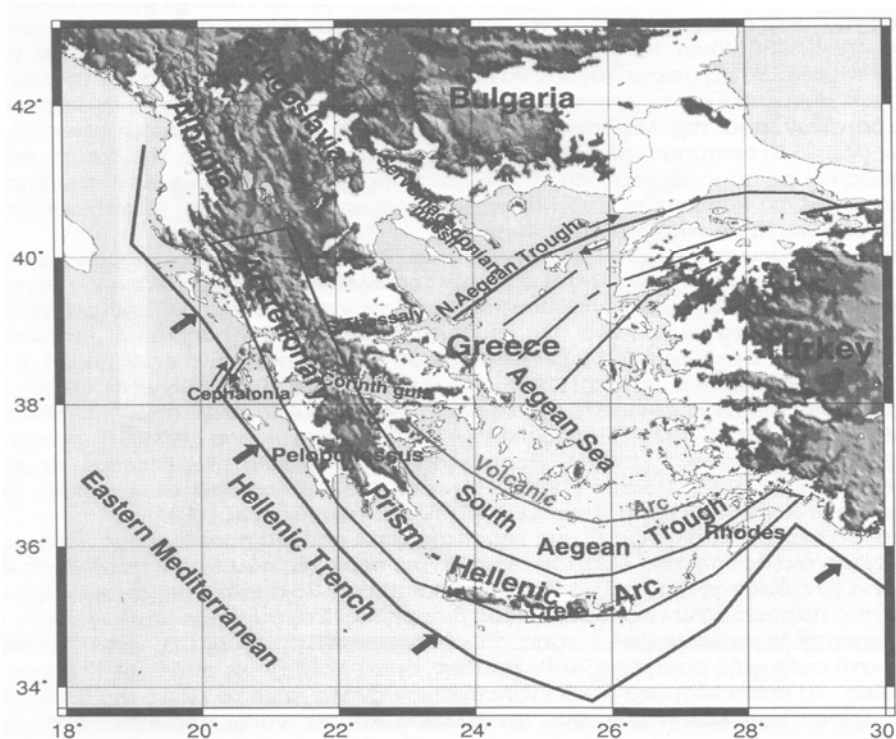 42
40
38
36
34
18
20
22
24
26
28
30
Bulgaria
Yugoslavia
Albania
N.Aegean Trough
Thessaly
Greece
Turkey
Aegean Sea
Corinth gulf
Cephalonia
Peloponnessus
Volcanic Arc
South Aegean Trough
Rhodes
Prism - Hellenic Arc
Crete
Hellenic Trench
Eastern Mediterranean